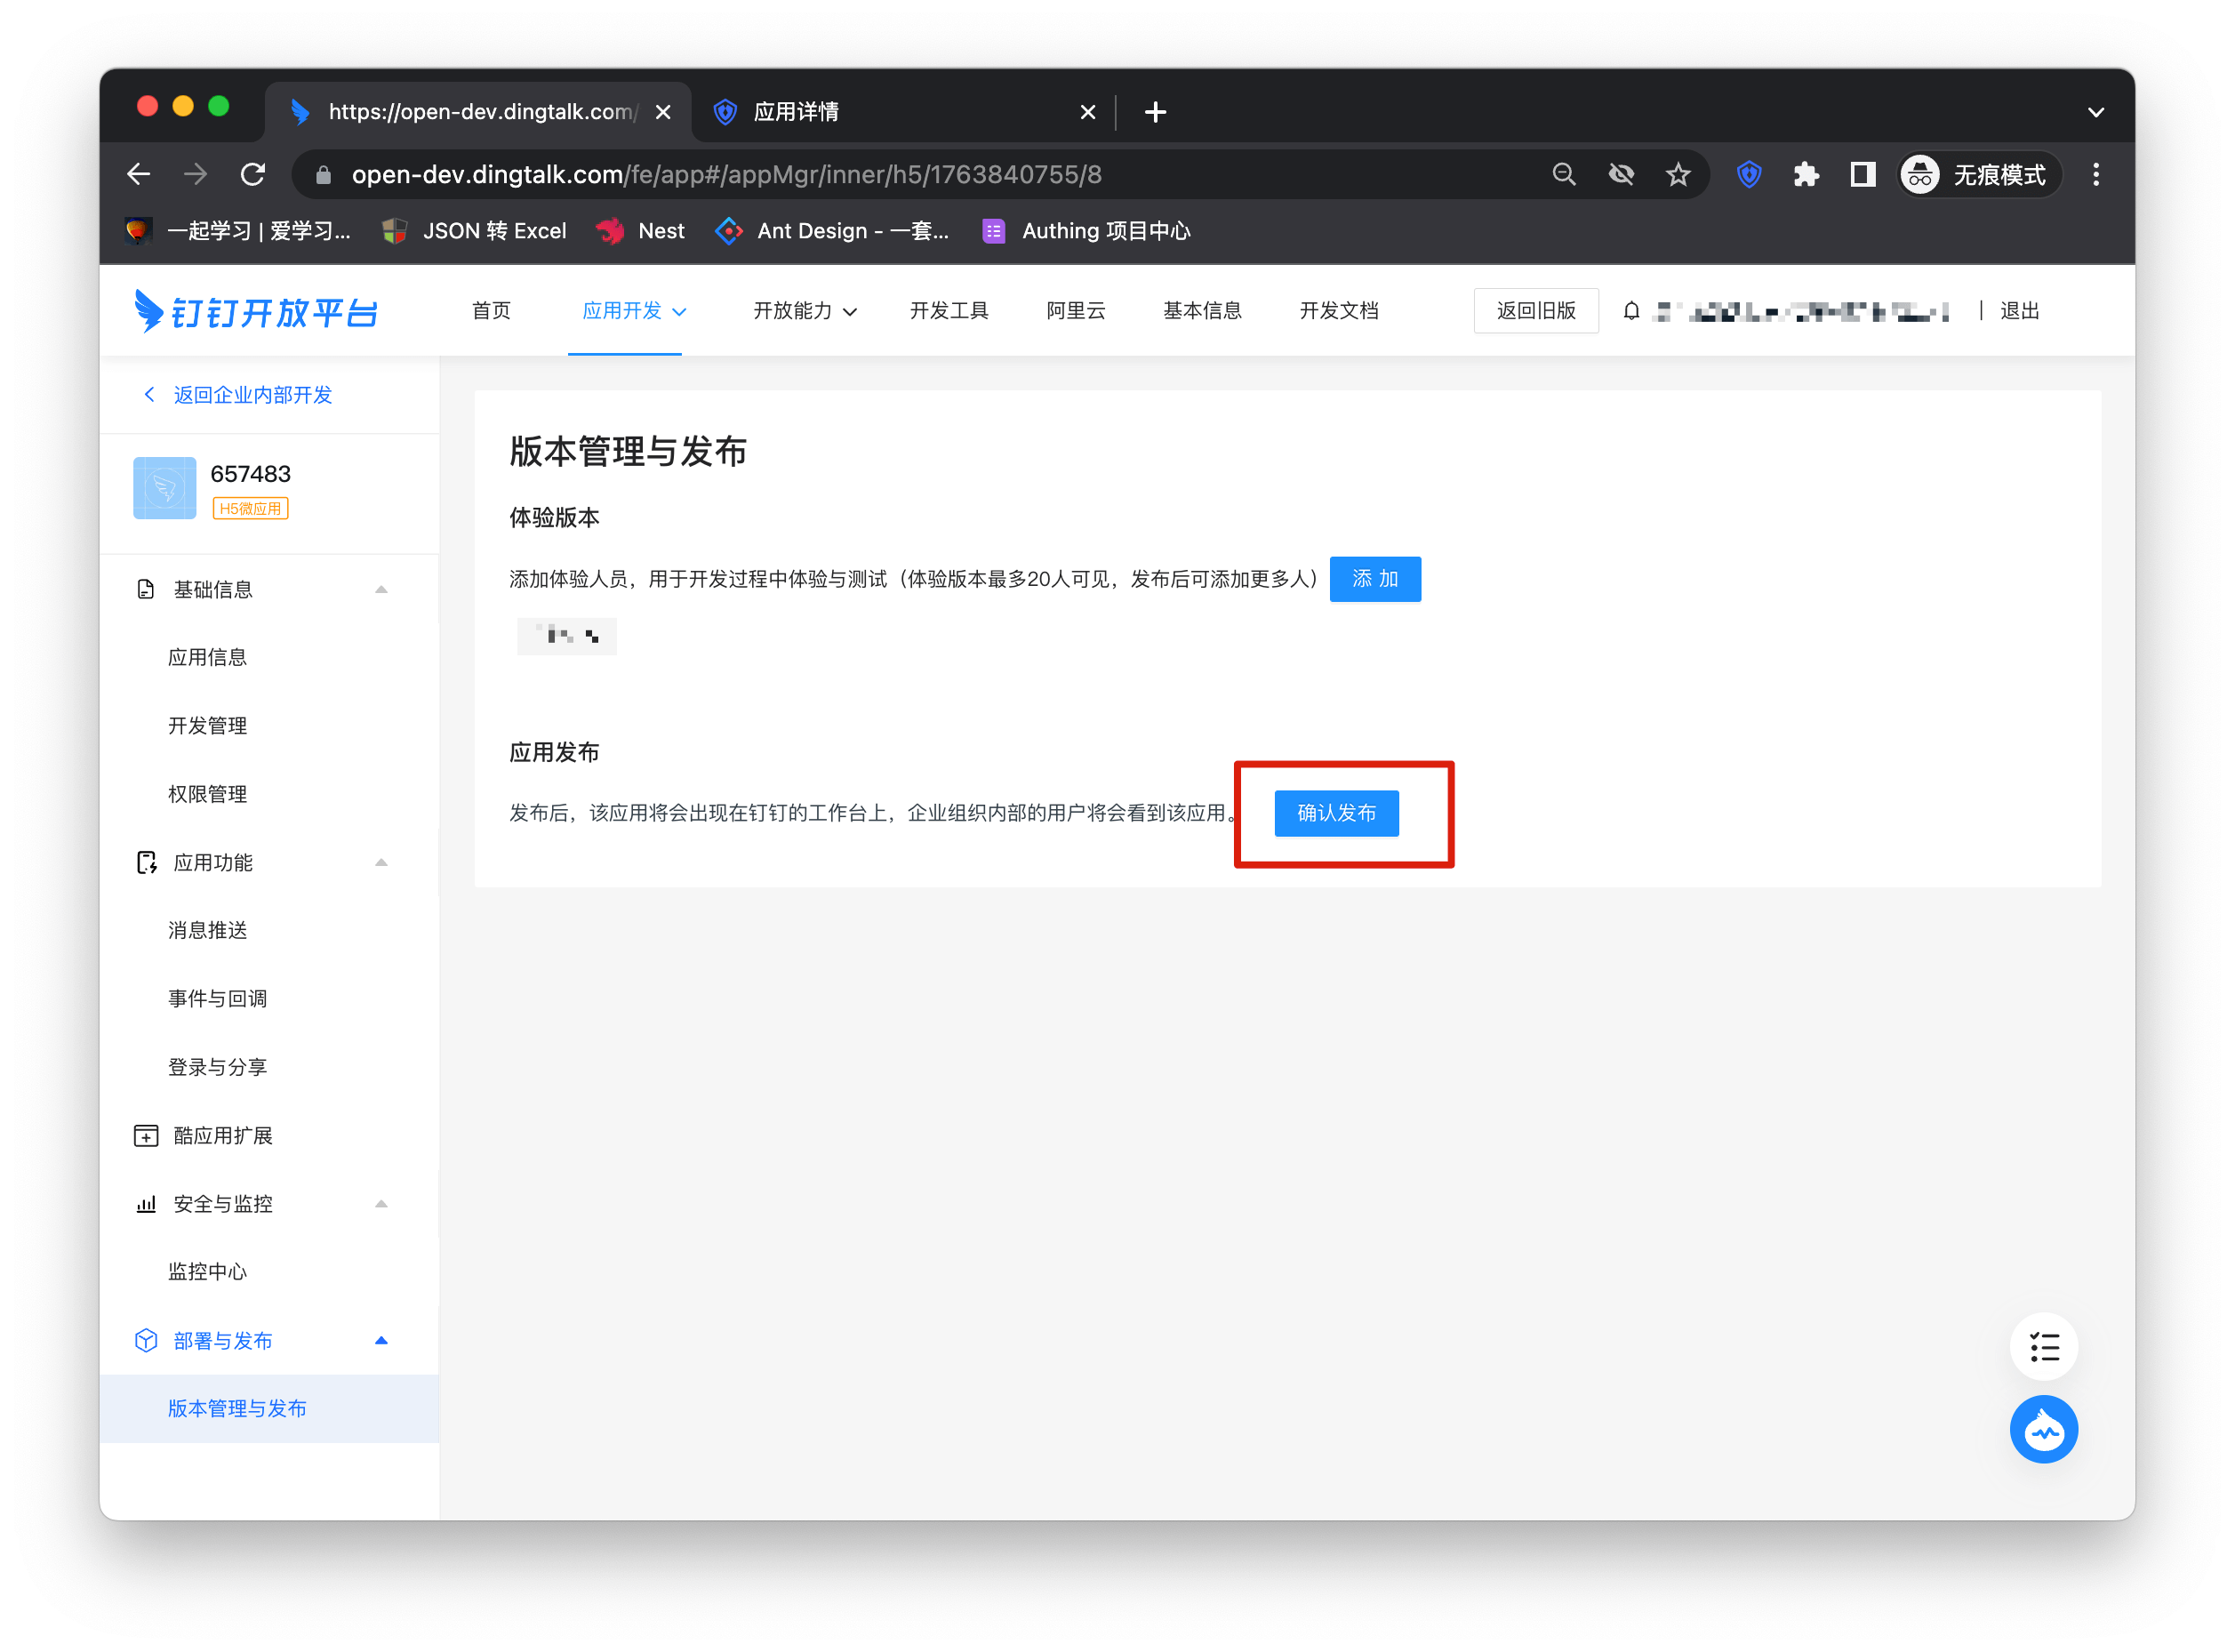 https://open-dev.dingtalk.com/
应用详情
open-dev.dingtalk.com/fe/app#/appMgr/inner/h5/1763840755/8
无痕模式
一起学习 | 爱学习...
JSON 转 Excel
Nest
Ant Design - 一套...
Authing 项目中心
钉钉开放平台
首页
应用开发
开放能力
开发工具
阿里云
基本信息
开发文档
返回旧版
退出
返回企业内部开发
657483
H5微应用
基础信息
应用信息
开发管理
权限管理
应用功能
消息推送
事件与回调
登录与分享
酷应用扩展
安全与监控
监控中心
部署与发布
版本管理与发布
版本管理与发布
体验版本
添加体验人员，用于开发过程中体验与测试（体验版本最多20人可见，发布后可添加更多人）
添 加
应用发布
发布后，该应用将会出现在钉钉的工作台上，企业组织内部的用户将会看到该应用。
确认发布